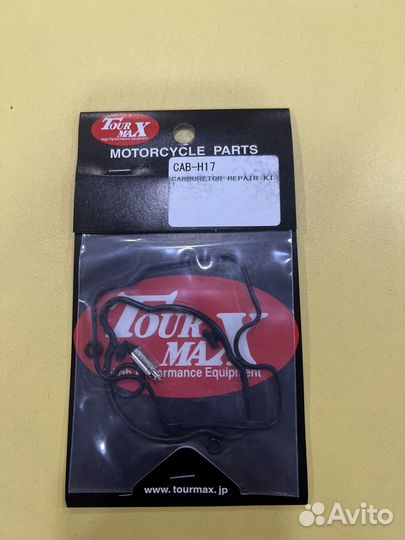 TOUR MAX
High Performance Equipment
MOTORCYCLE PARTS
CAB-H17
CARBURETOR REPAIR KI
T
TOUR
MAX
High Performance Equipment
www.tourmax.jp
Avito